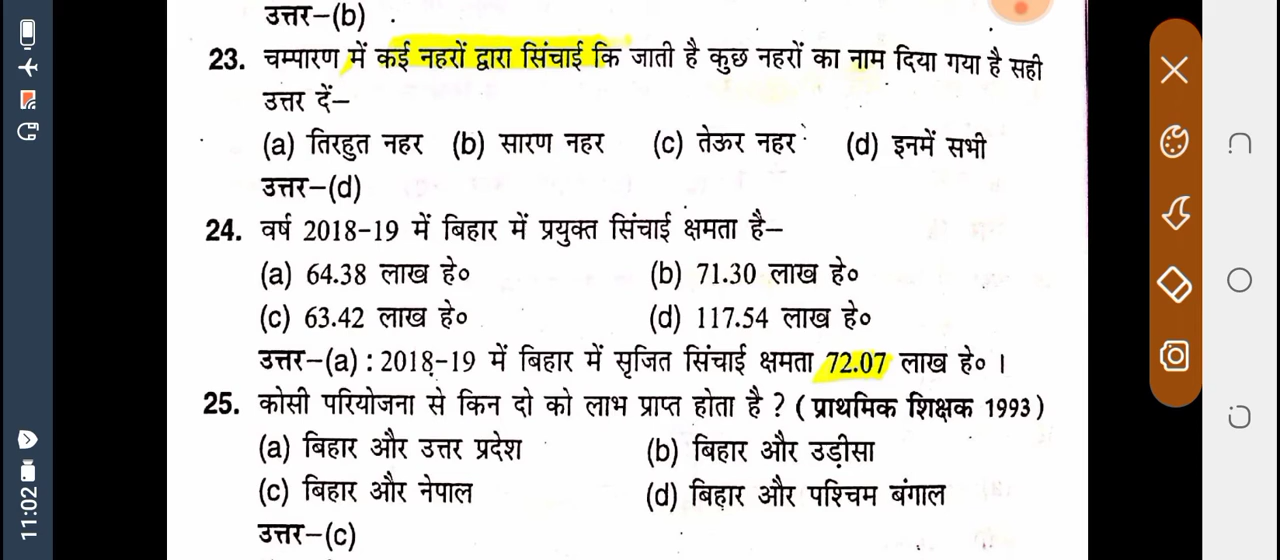 उत्तर–(b)
23. चम्पारण में कई नहरों द्वारा सिंचाई कि जाती है कुछ नहरों का नाम दिया गया है सही
उत्तर दें–
(a) तिरहुत नहर (b) सारण नहर (c) तेऊर नहर (d) इनमें सभी
उत्तर–(d)
24. वर्ष 2018-19 में बिहार में प्रयुक्त सिंचाई क्षमता है–
(a) 64.38 लाख हे० (b) 71.30 लाख हे०
(c) 63.42 लाख हे० (d) 117.54 लाख हे०
उत्तर–(a) : 2018-19 में बिहार में सृजित सिंचाई क्षमता 72.07 लाख हे० ।
25. कोसी परियोजना से किन दो को लाभ प्राप्त होता है ? ( प्राथमिक शिक्षक 1993 )
(a) बिहार और उत्तर प्रदेश (b) बिहार और उड़ीसा
(c) बिहार और नेपाल (d) बिहार और पश्चिम बंगाल
उत्तर–(c)
11:02